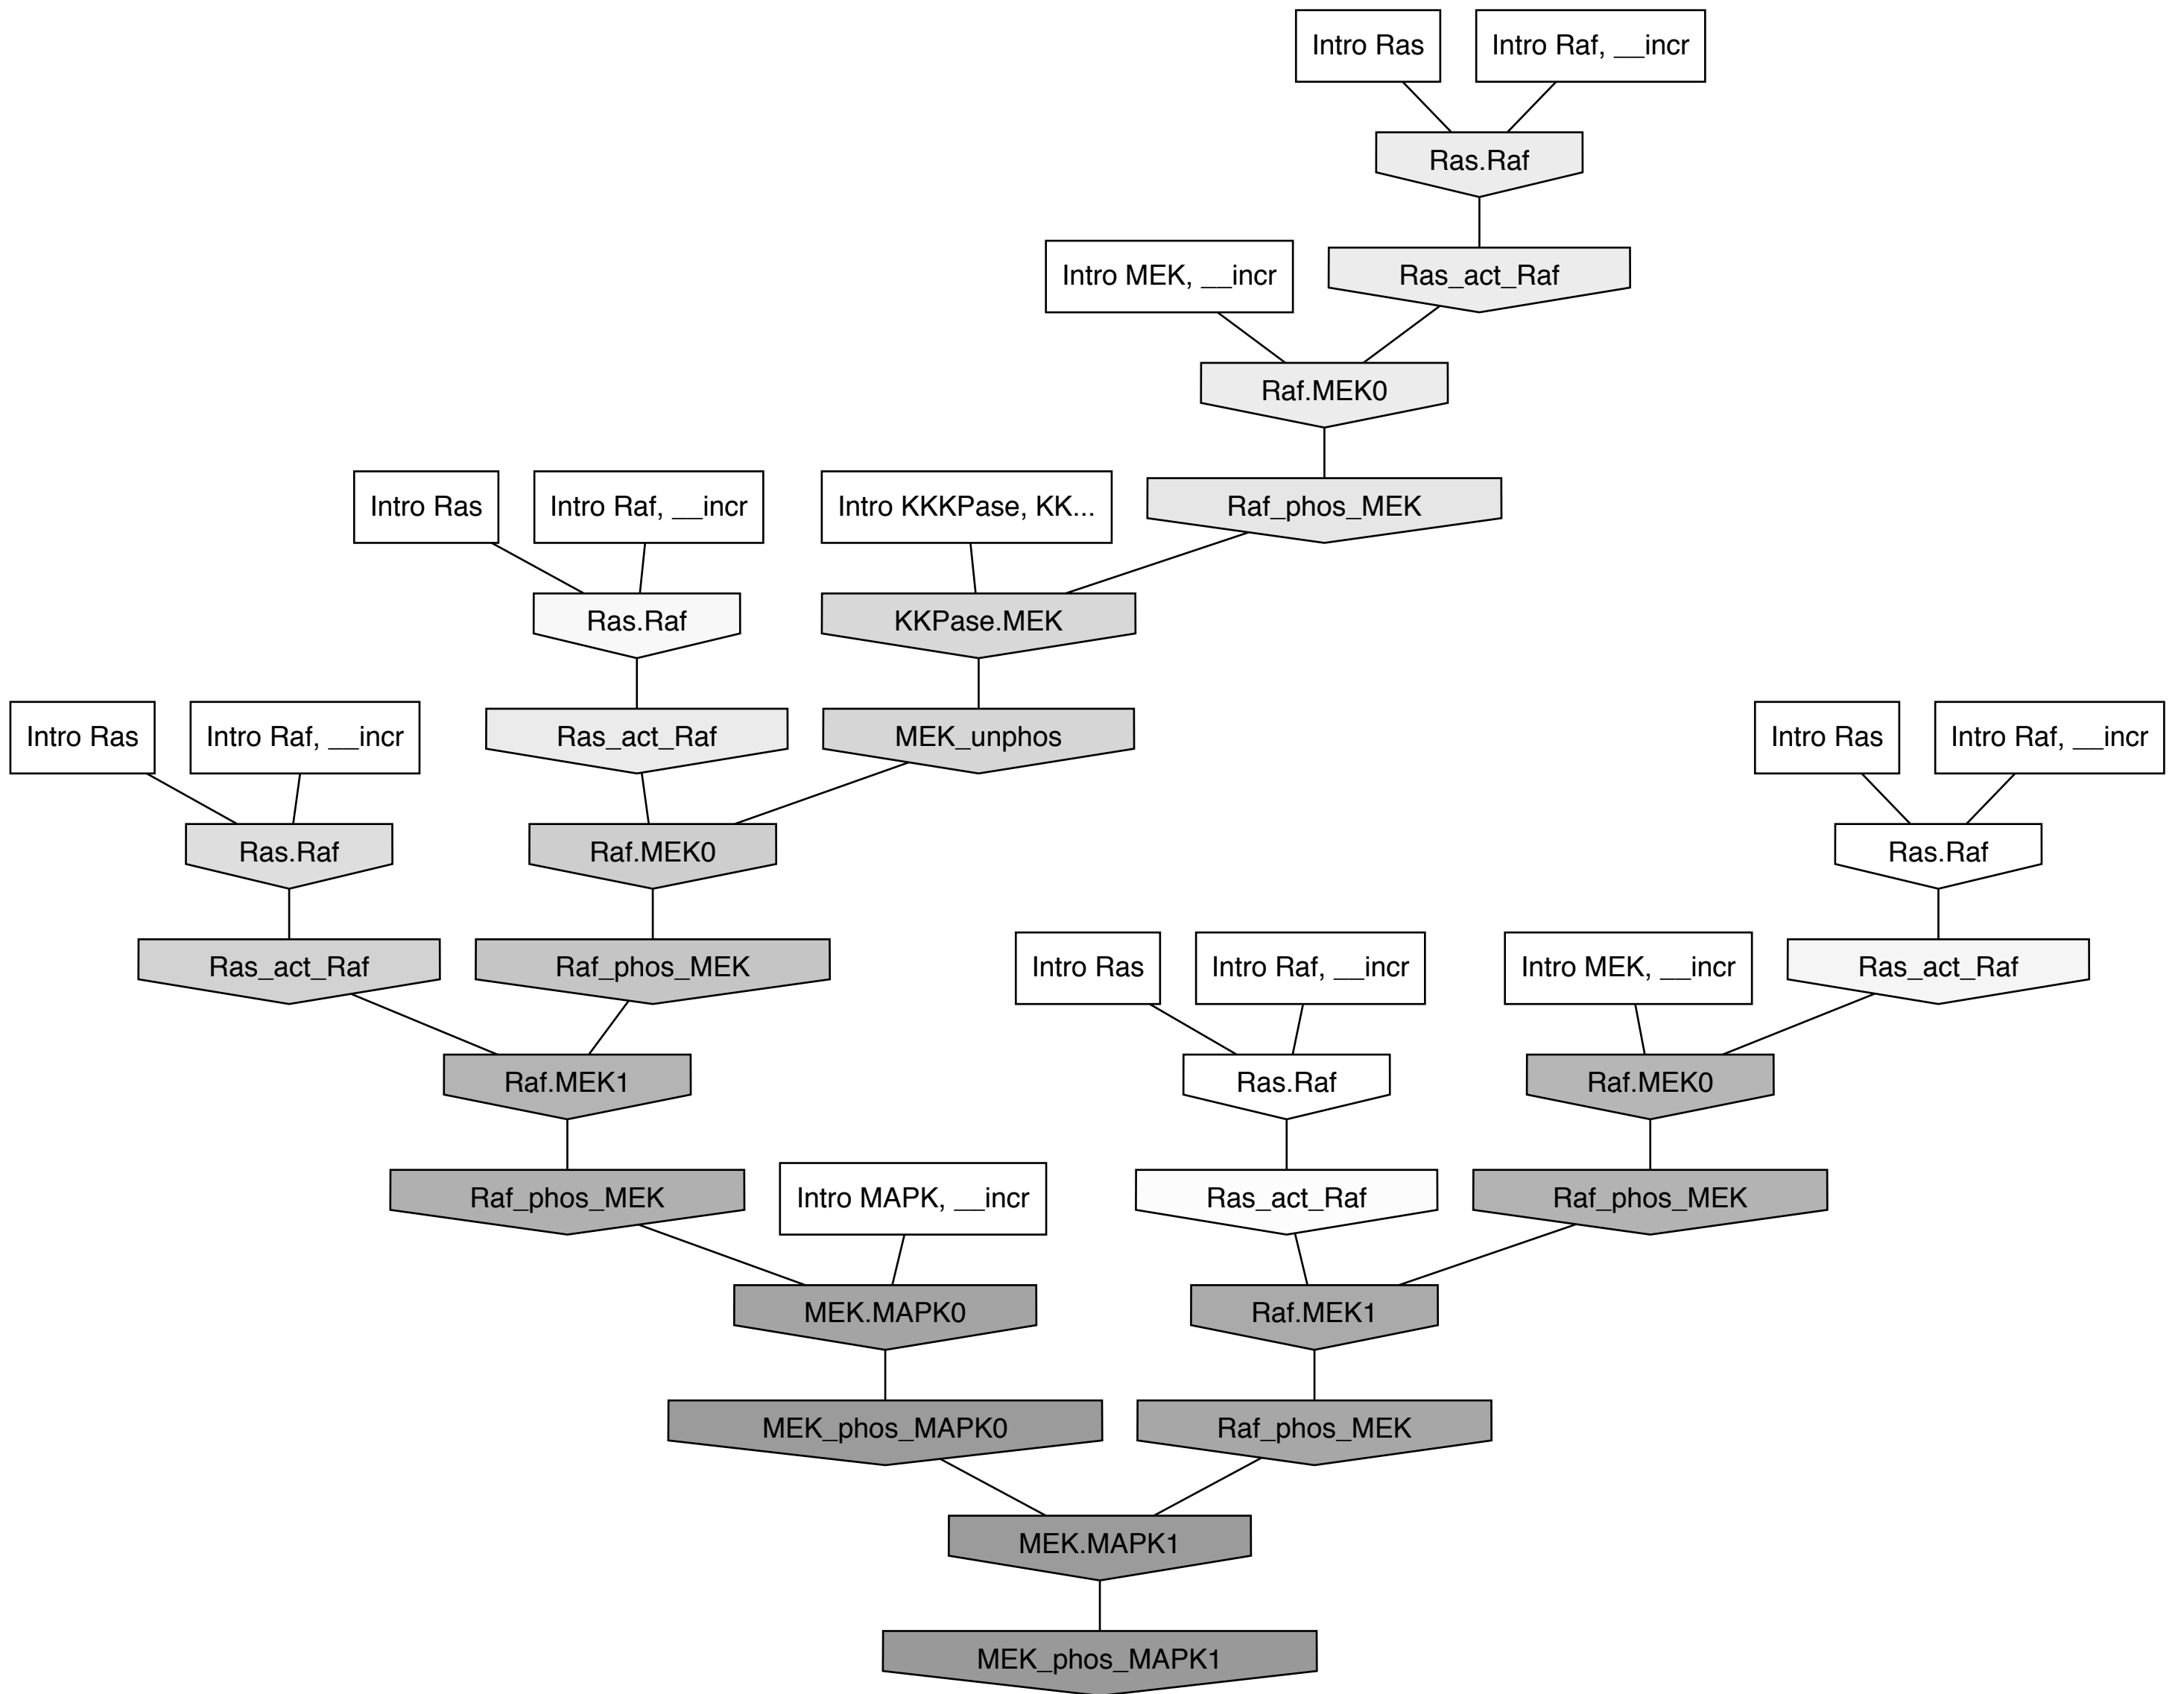 Intro Ras
Intro Raf, __incr
Ras.Raf
Intro MEK, __incr
Ras_act_Raf
Raf.MEK0
Intro Ras
Intro Raf, __incr
Intro KKKPase, KK...
Raf_phos_MEK
Ras.Raf
KKPase.MEK
Intro Ras
Intro Raf, __incr
Ras_act_Raf
MEK_unphos
Intro Ras
Intro Raf, __incr
Ras.Raf
Raf.MEK0
Ras.Raf
Ras_act_Raf
Raf_phos_MEK
Intro Ras
Intro Raf, __incr
Intro MEK, __incr
Ras_act_Raf
Raf.MEK1
Ras.Raf
Raf.MEK0
Raf_phos_MEK
Intro MAPK, __incr
Ras_act_Raf
Raf_phos_MEK
MEK.MAPK0
Raf.MEK1
MEK_phos_MAPK0
Raf_phos_MEK
MEK.MAPK1
MEK_phos_MAPK1